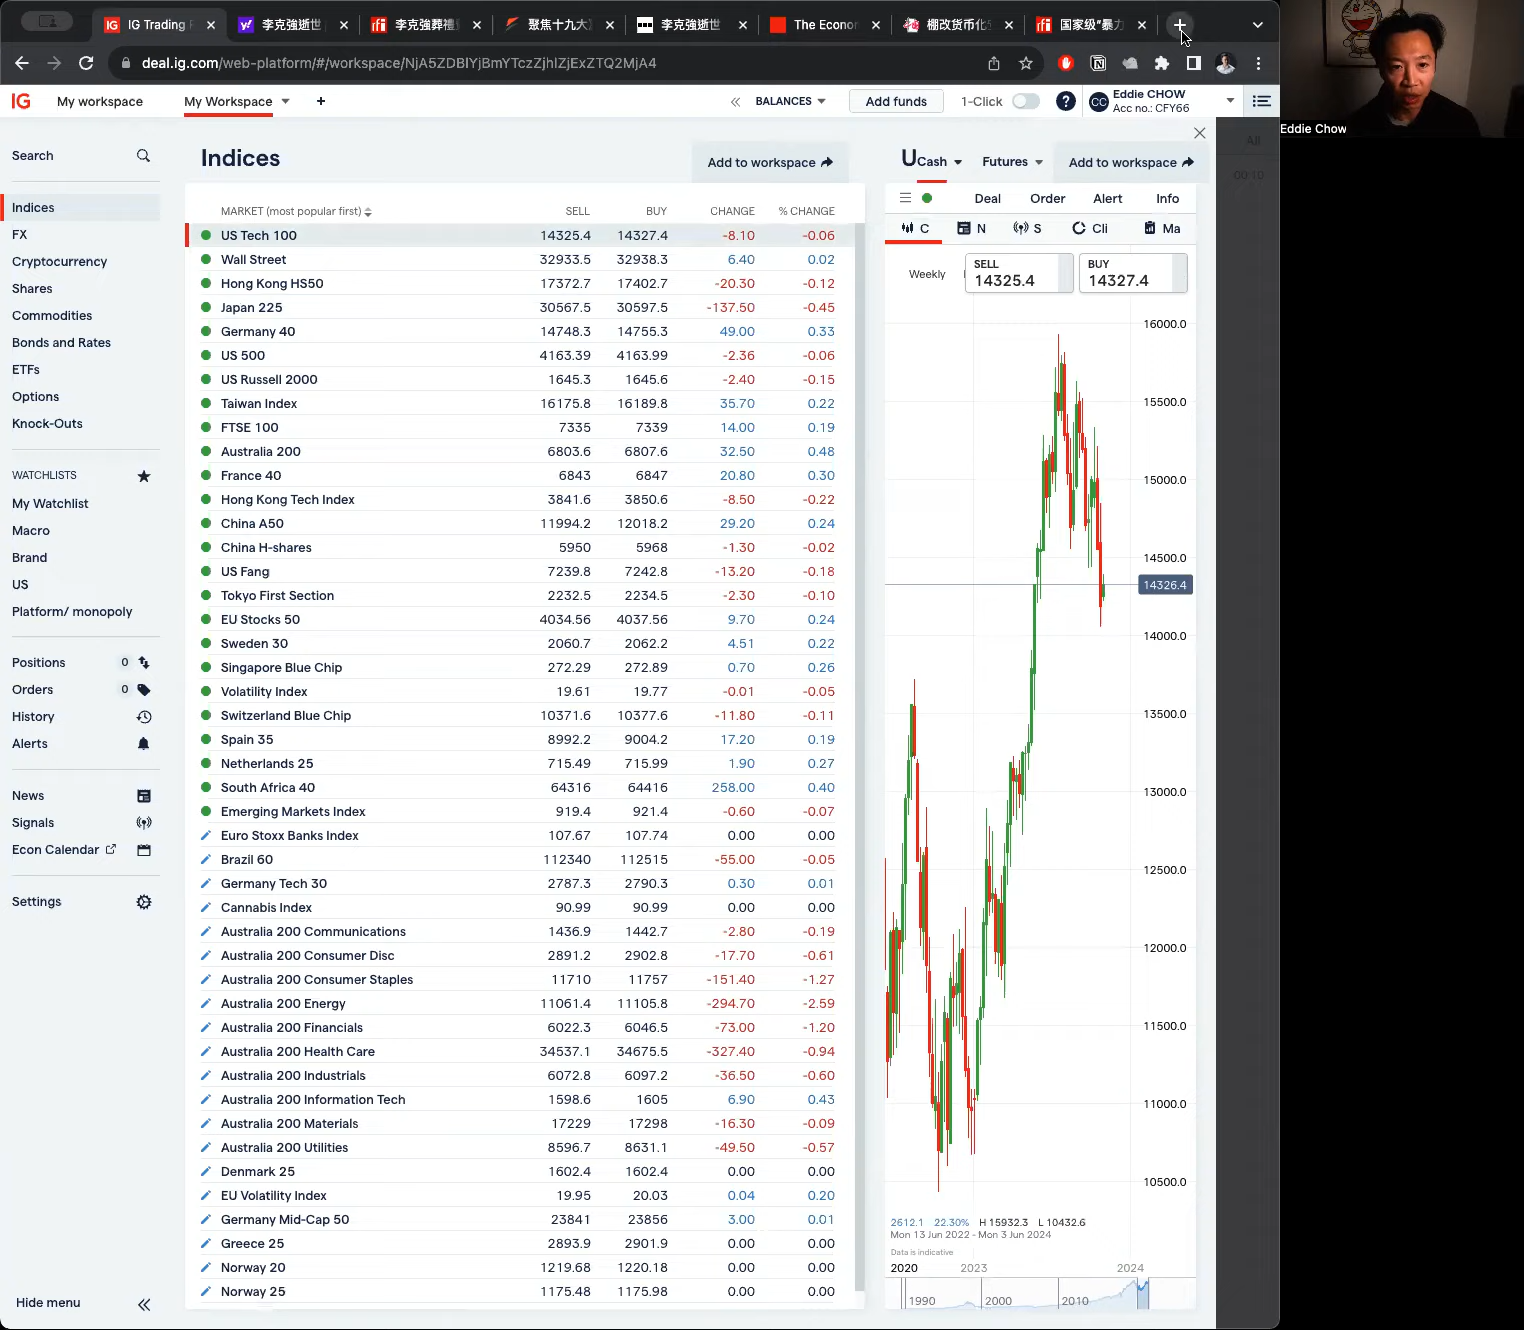 IG Trading P
李克強逝世
李克強葬禮
聚焦十九大
李克強逝世
The Econor
棚改货币化
国家级“暴力
deal.ig.com/web-platform/#/workspace/NjA5ZDBlYjBmYTczZjhlZjExZTQ2MjA4
IG My workspace My Workspace + BALANCES Add funds 1-Click ? CC Eddie CHOW
Acc no.: CFY66
Eddie Chow
All
00:10
Search
Indices
FX
Cryptocurrency
Shares
Commodities
Bonds and Rates
ETFs
Options
Knock-Outs
WATCHLISTS
My Watchlist
Macro
Brand
US
Platform/ monopoly
Positions 0
Orders 0
History
Alerts
News
Signals
Econ Calendar
Settings
Hide menu
Indices
Add to workspace
MARKET (most popular first) SELL BUY CHANGE % CHANGE
US Tech 100 14325.4 14327.4 -8.10 -0.06
Wall Street 32933.5 32938.3 6.40 0.02
Hong Kong HS50 17372.7 17402.7 -20.30 -0.12
Japan 225 30567.5 30597.5 -137.50 -0.45
Germany 40 14748.3 14755.3 49.00 0.33
US 500 4163.39 4163.99 -2.36 -0.06
US Russell 2000 1645.3 1645.6 -2.40 -0.15
Taiwan Index 16175.8 16189.8 35.70 0.22
FTSE 100 7335 7339 14.00 0.19
Australia 200 6803.6 6807.6 32.50 0.48
France 40 6843 6847 20.80 0.30
Hong Kong Tech Index 3841.6 3850.6 -8.50 -0.22
China A50 11994.2 12018.2 29.20 0.24
China H-shares 5950 5968 -1.30 -0.02
US Fang 7239.8 7242.8 -13.20 -0.18
Tokyo First Section 2232.5 2234.5 -2.30 -0.10
EU Stocks 50 4034.56 4037.56 9.70 0.24
Sweden 30 2060.7 2062.2 4.51 0.22
Singapore Blue Chip 272.29 272.89 0.70 0.26
Volatility Index 19.61 19.77 -0.01 -0.05
Switzerland Blue Chip 10371.6 10377.6 -11.80 -0.11
Spain 35 8992.2 9004.2 17.20 0.19
Netherlands 25 715.49 715.99 1.90 0.27
South Africa 40 64316 64416 258.00 0.40
Emerging Markets Index 919.4 921.4 -0.60 -0.07
Euro Stoxx Banks Index 107.67 107.74 0.00 0.00
Brazil 60 112340 112515 -55.00 -0.05
Germany Tech 30 2787.3 2790.3 0.30 0.01
Cannabis Index 90.99 90.99 0.00 0.00
Australia 200 Communications 1436.9 1442.7 -2.80 -0.19
Australia 200 Consumer Disc 2891.2 2902.8 -17.70 -0.61
Australia 200 Consumer Staples 11710 11757 -151.40 -1.27
Australia 200 Energy 11061.4 11105.8 -294.70 -2.59
Australia 200 Financials 6022.3 6046.5 -73.00 -1.20
Australia 200 Health Care 34537.1 34675.5 -327.40 -0.94
Australia 200 Industrials 6072.8 6097.2 -36.50 -0.60
Australia 200 Information Tech 1598.6 1605 6.90 0.43
Australia 200 Materials 17229 17298 -16.30 -0.09
Australia 200 Utilities 8596.7 8631.1 -49.50 -0.57
Denmark 25 1602.4 1602.4 0.00 0.00
EU Volatility Index 19.95 20.03 0.04 0.20
Germany Mid-Cap 50 23841 23856 3.00 0.01
Greece 25 2893.9 2901.9 0.00 0.00
Norway 20 1219.68 1220.18 0.00 0.00
Norway 25 1175.48 1175.98 0.00 0.00
U Cash Futures Add to workspace
Deal Order Alert Info
C N S Cli Ma
Weekly
SELL 14325.4
BUY 14327.4
16000.0
15500.0
15000.0
14500.0
14326.4
14000.0
13500.0
13000.0
12500.0
12000.0
11500.0
11000.0
10500.0
2612.1 22.30% H 15932.3 L 10432.6
Mon 13 Jun 2022 - Mon 3 Jun 2024
Data is indicative
2020 2023 2024
1990 2000 2010